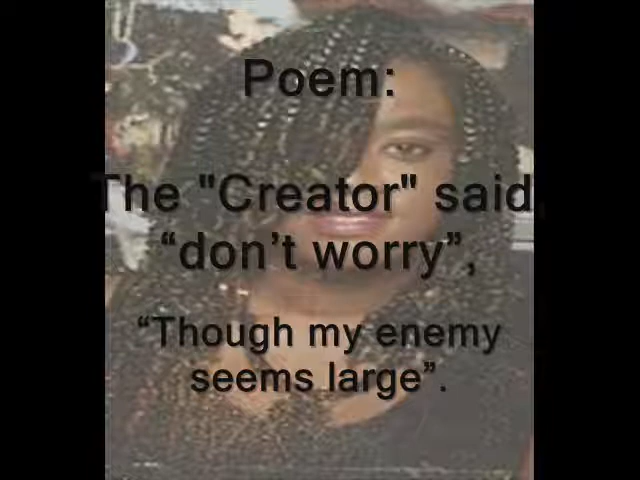 Poem:
The "Creator" said,
“don’t worry”,
“Though my enemy
seems large”.